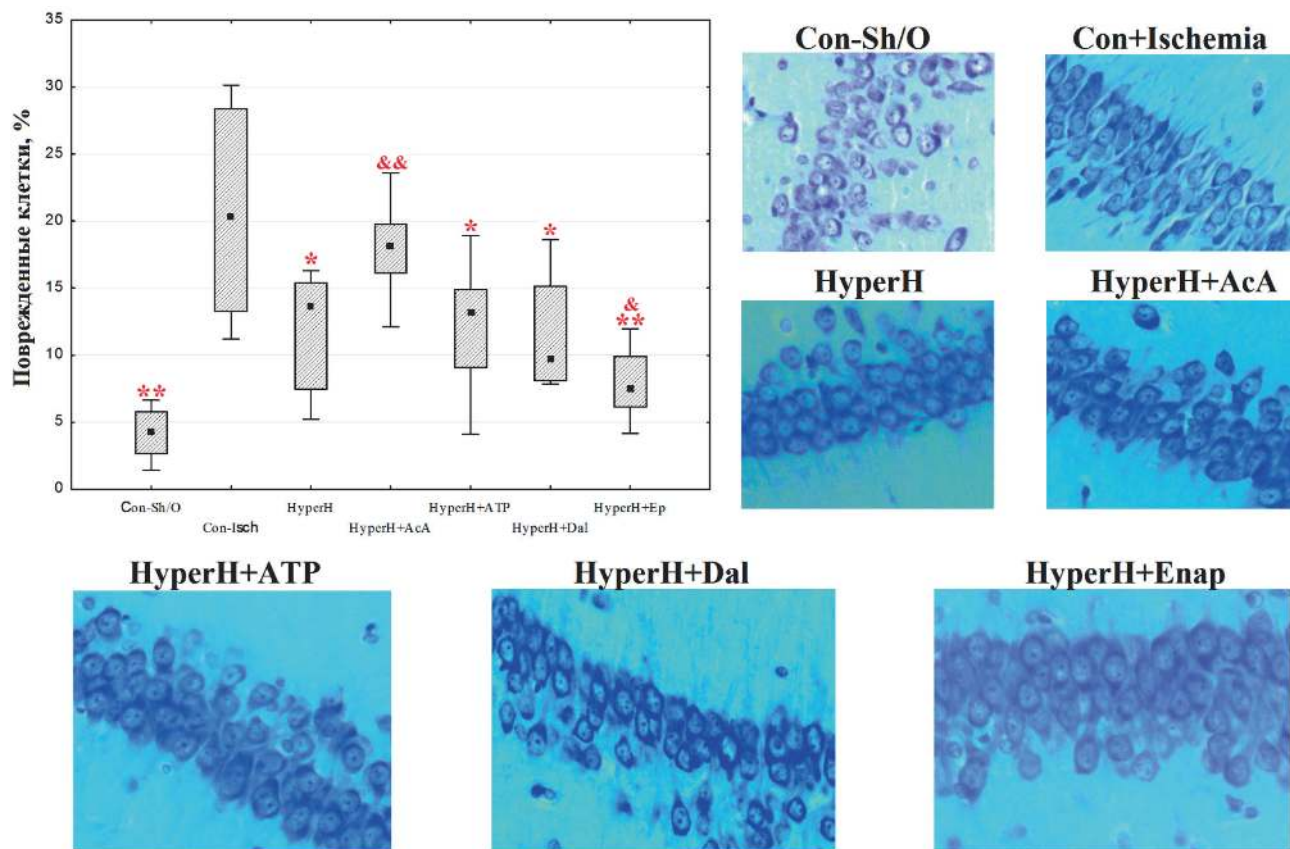 Поврежденные клетки, %
35
30
25
20
15
10
5
0
**
*
&&
*
*
&
**
Con-Sh/O
Con-Isch
HyperH
HyperH+AcA
HyperH+ATP
HyperH+Dal
HyperH+Ep
Con-Sh/O
Con+Ischemia
HyperH
HyperH+AcA
HyperH+ATP
HyperH+Dal
HyperH+Enap